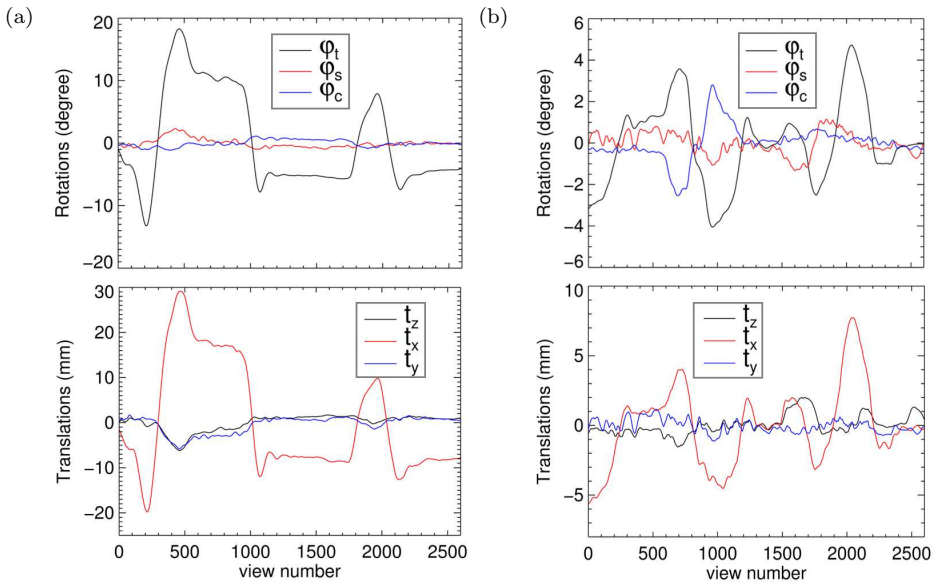 (a)
Rotations (degree)
20
10
0
−10
−20
φt
φs
φc
Translations (mm)
30
20
10
0
−10
−20
tz
tx
ty
0 500 1000 1500 2000 2500
view number
(b)
Rotations (degree)
6
4
2
0
−2
−4
−6
φt
φs
φc
Translations (mm)
10
5
0
−5
tz
tx
ty
0 500 1000 1500 2000 2500
view number